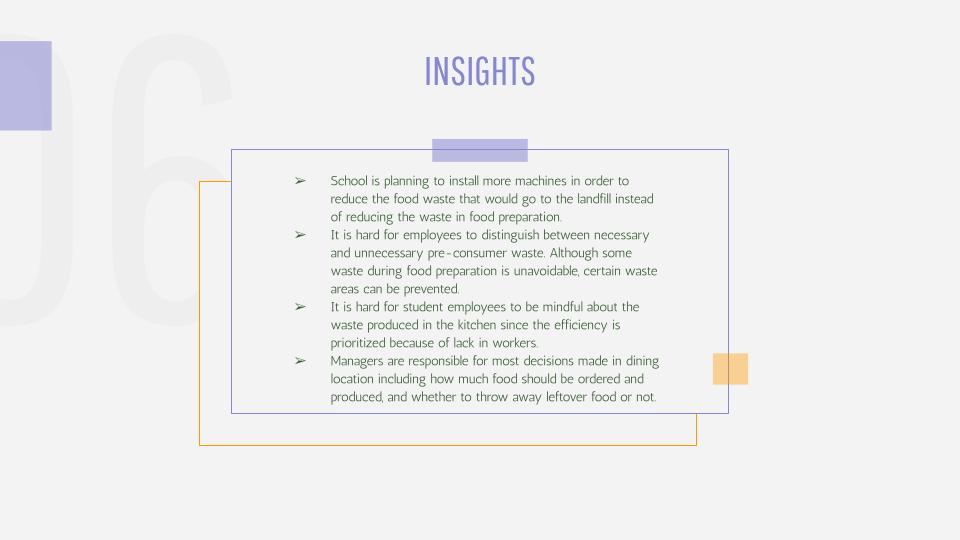 06
INSIGHTS
➢ School is planning to install more machines in order to
reduce the food waste that would go to the landfill instead
of reducing the waste in food preparation.
➢ It is hard for employees to distinguish between necessary
and unnecessary pre-consumer waste. Although some
waste during food preparation is unavoidable, certain waste
areas can be prevented.
➢ It is hard for student employees to be mindful about the
waste produced in the kitchen since the efficiency is
prioritized because of lack in workers.
➢ Managers are responsible for most decisions made in dining
location including how much food should be ordered and
produced, and whether to throw away leftover food or not.